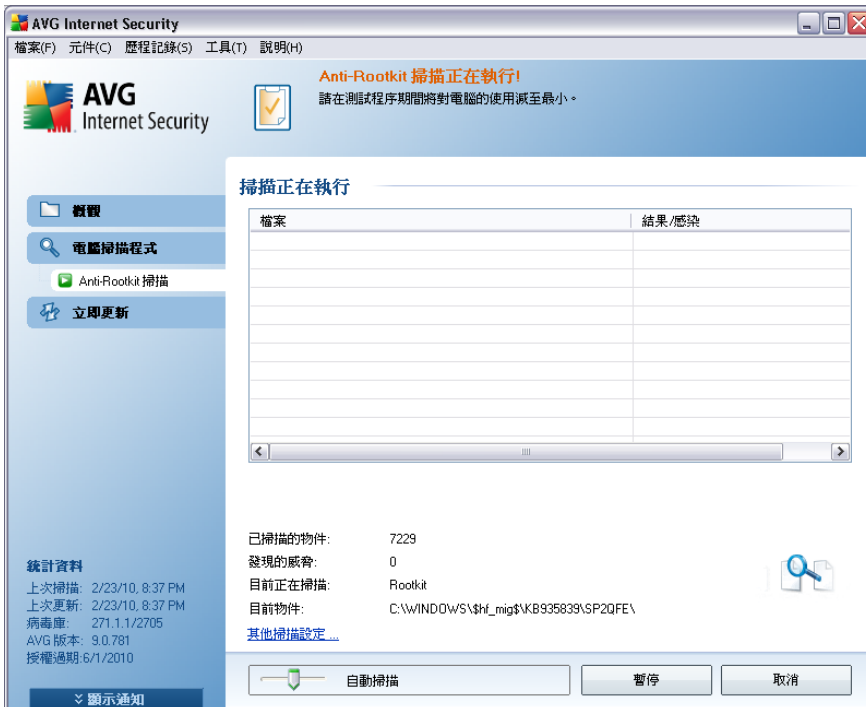 AVG Internet Security
檔案(F) 元件(C) 歷程記錄(S) 工具(T) 說明(H)
AVG
Internet Security
Anti-Rootkit 掃描正在執行!
請在測試程序期間將對電腦的使用減至最小。
掃描正在執行
概觀
電腦掃描程式
Anti-Rootkit 掃描
立即更新
檔案 結果/感染
已掃描的物件: 7229
發現的威脅: 0
目前正在掃描: Rootkit
目前物件: C:\WINDOWS\$hf_mig$\KB935839\SP2QFE\
其他掃描設定 ...
統計資料
上次掃描: 2/23/10, 8:37 PM
上次更新: 2/23/10, 8:37 PM
病毒庫: 271.1.1/2705
AVG 版本: 9.0.781
授權過期:6/1/2010
顯示通知
自動掃描
暫停
取消